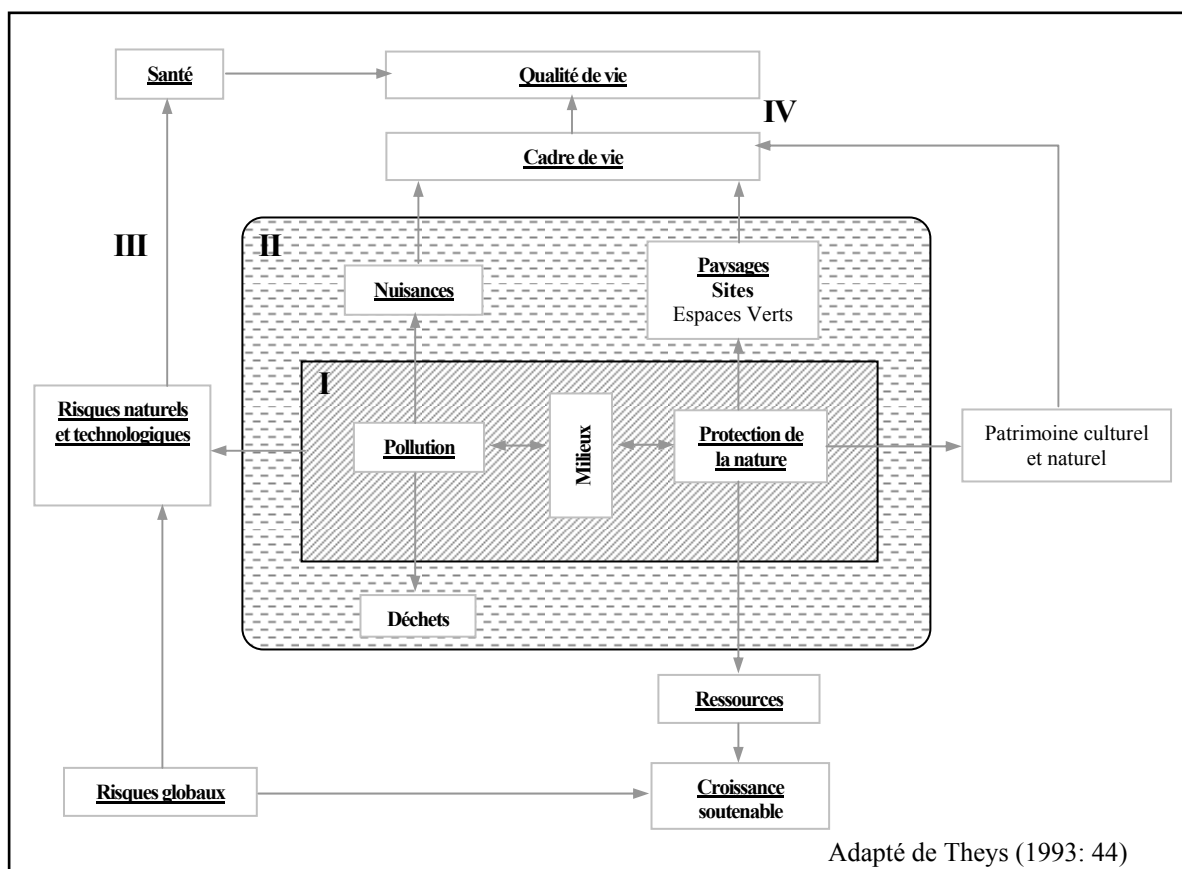 Santé
Qualité de vie
IV
Cadre de vie
III
II
Nuisances
Paysages
Sites
Espaces Verts
I
Risques naturels
et technologiques
Pollution
Milieux
Protection de
la nature
Patrimoine culturel
et naturel
Déchets
Ressources
Risques globaux
Croissance
soutenable
Adapté de Theys (1993: 44)